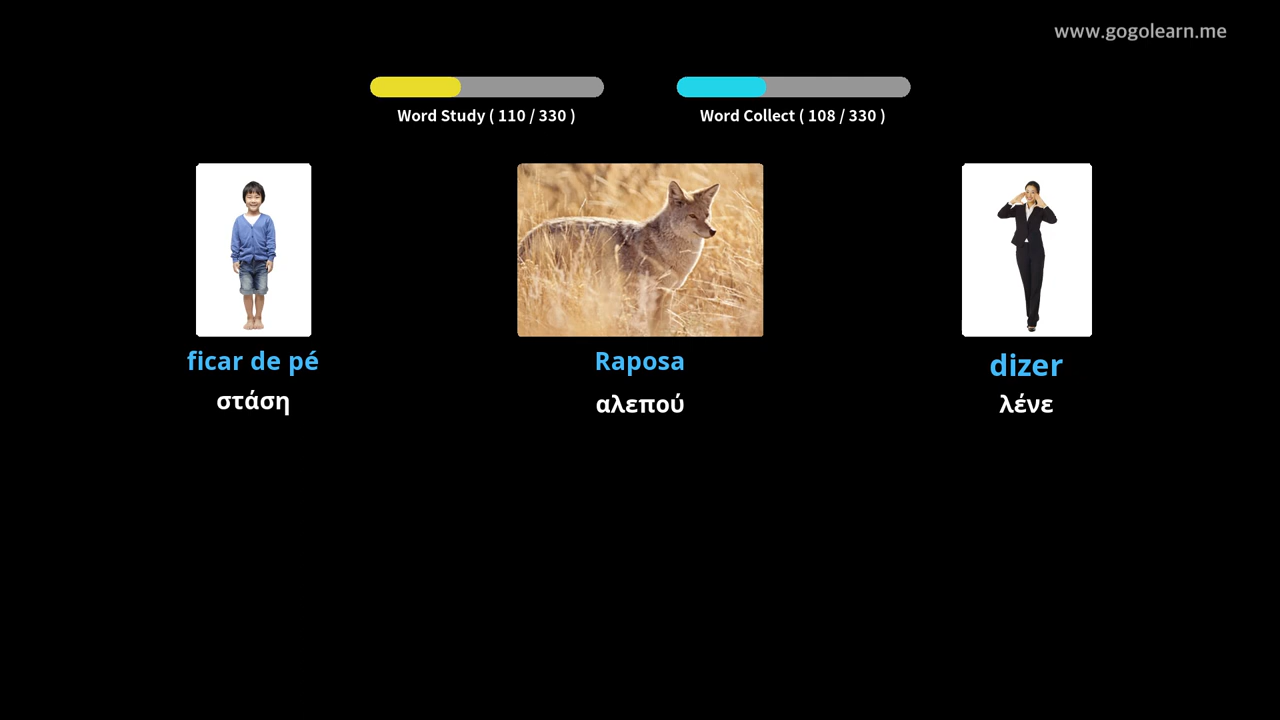 www.gogolearn.me
Word Study ( 110 / 330 )
Word Collect ( 108 / 330 )
ficar de pé
Raposa
dizer
στάση
αλεπού
λένε